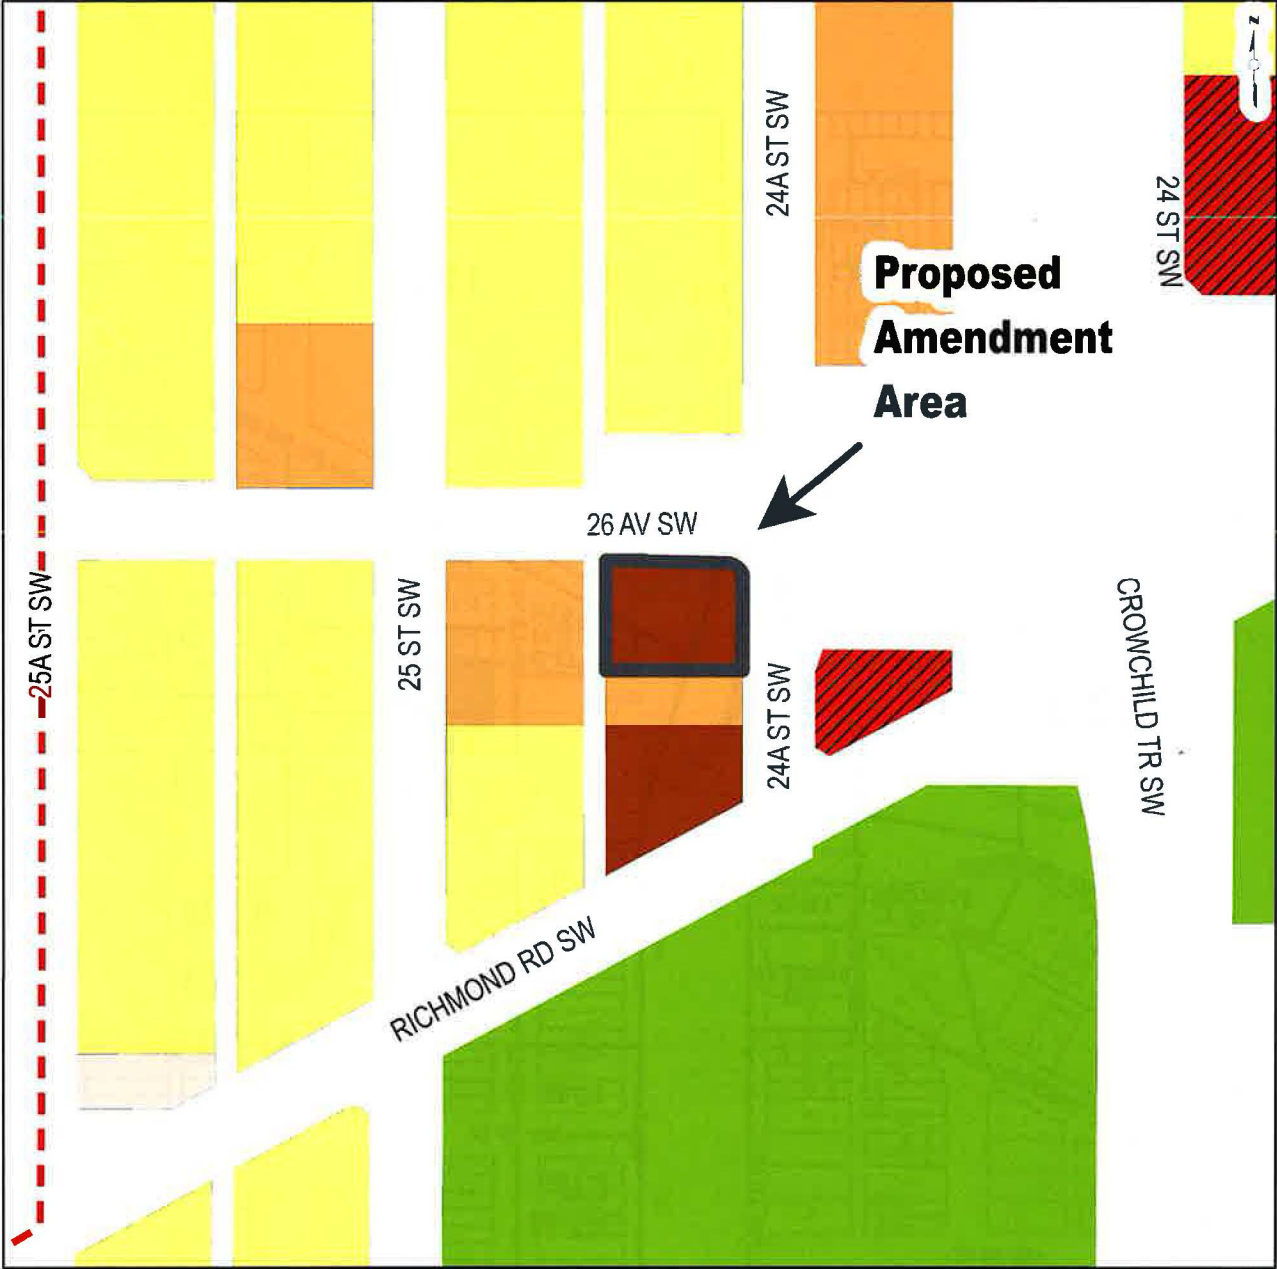 N
24A ST SW
24 ST SW
Proposed
Amendment
Area
26 AV SW
25A ST SW
25 ST SW
24A ST SW
CROWCHILD TR SW
RICHMOND RD SW